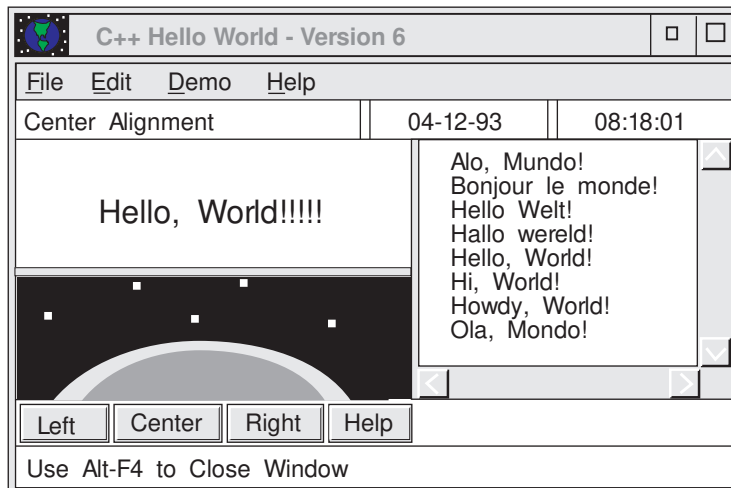 C++ Hello World - Version 6
File Edit Demo Help
Center Alignment 04-12-93 08:18:01
Hello, World!!!!!
Alo, Mundo!
Bonjour le monde!
Hello Welt!
Hallo wereld!
Hello, World!
Hi, World!
Howdy, World!
Ola, Mondo!
Left Center Right Help
Use Alt-F4 to Close Window